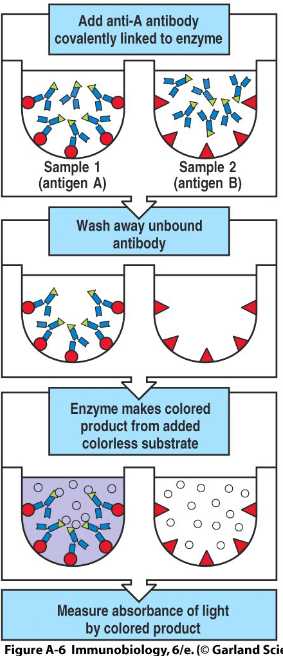 Add anti-A antibody
covalently linked to enzyme
Sample 1
(antigen A)
Sample 2
(antigen B)
Wash away unbound
antibody
Enzyme makes colored
product from added
colorless substrate
Measure absorbance of light
by colored product
Figure A-6 Immunobiology, 6/e. (© Garland Scie